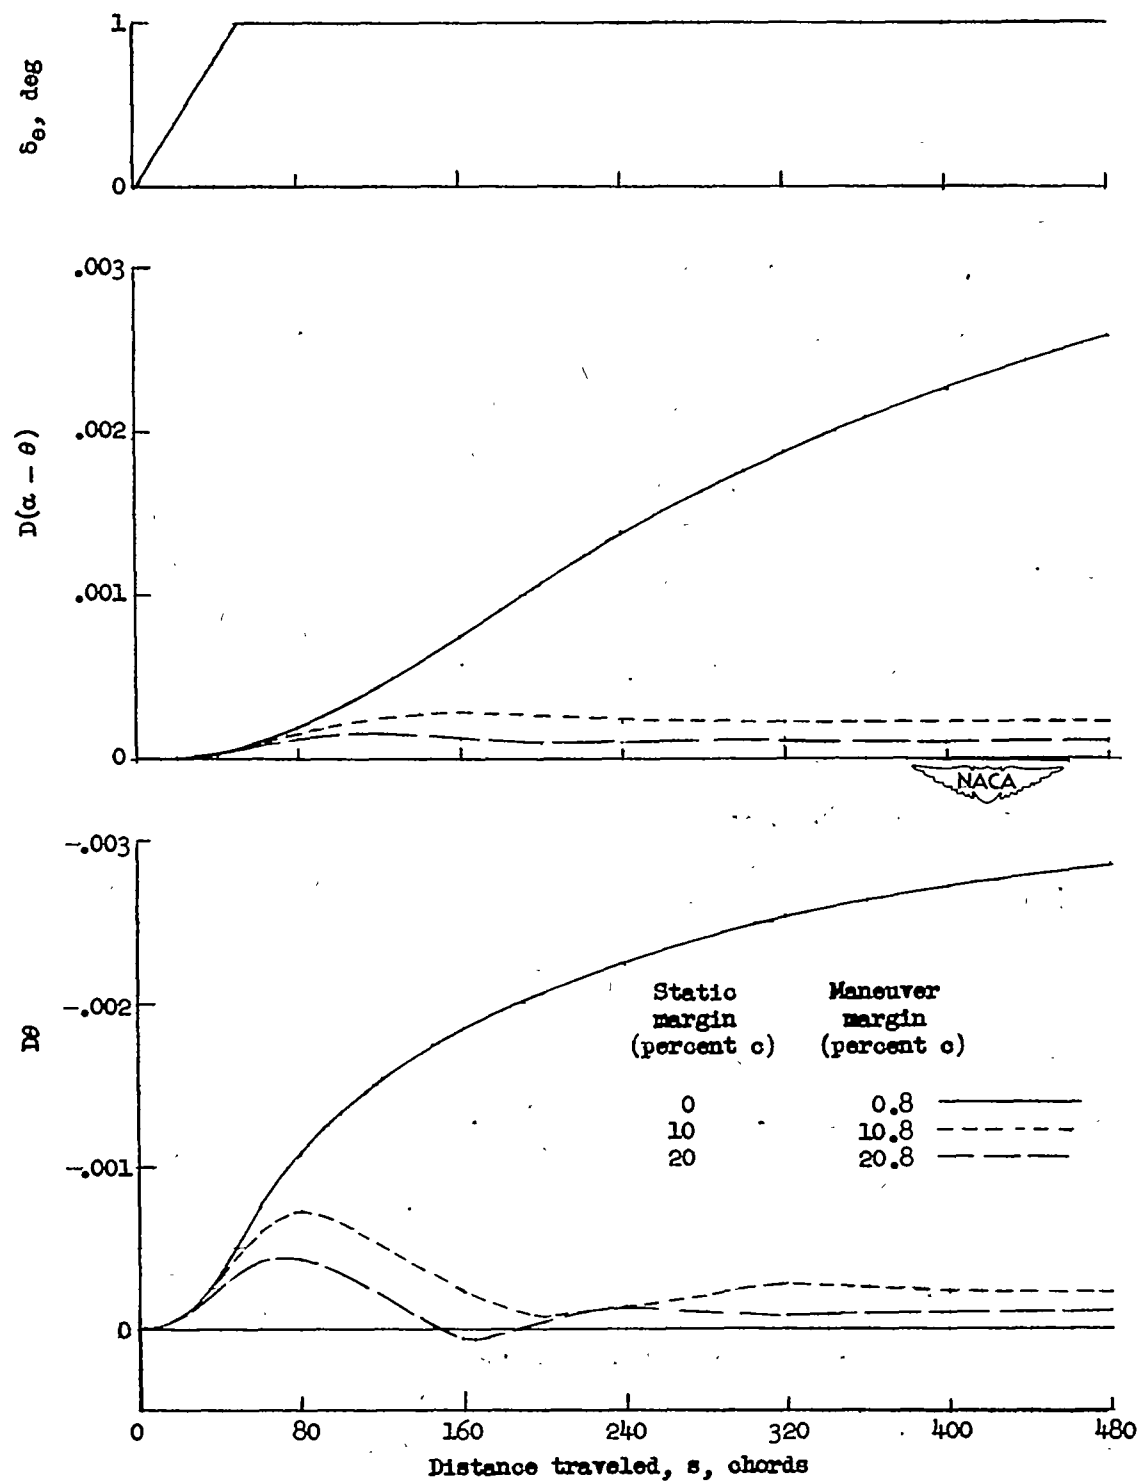 1
δₑ, deg
0
.003
.002
D(α − θ)
.001
0
NACA
-.003
-.002
Dθ
-.001
0
Static margin (percent c)
Maneuver margin (percent c)
0 0.8
10 10.8
20 20.8
0 80 160 240 320 400 480
Distance traveled, s, chords